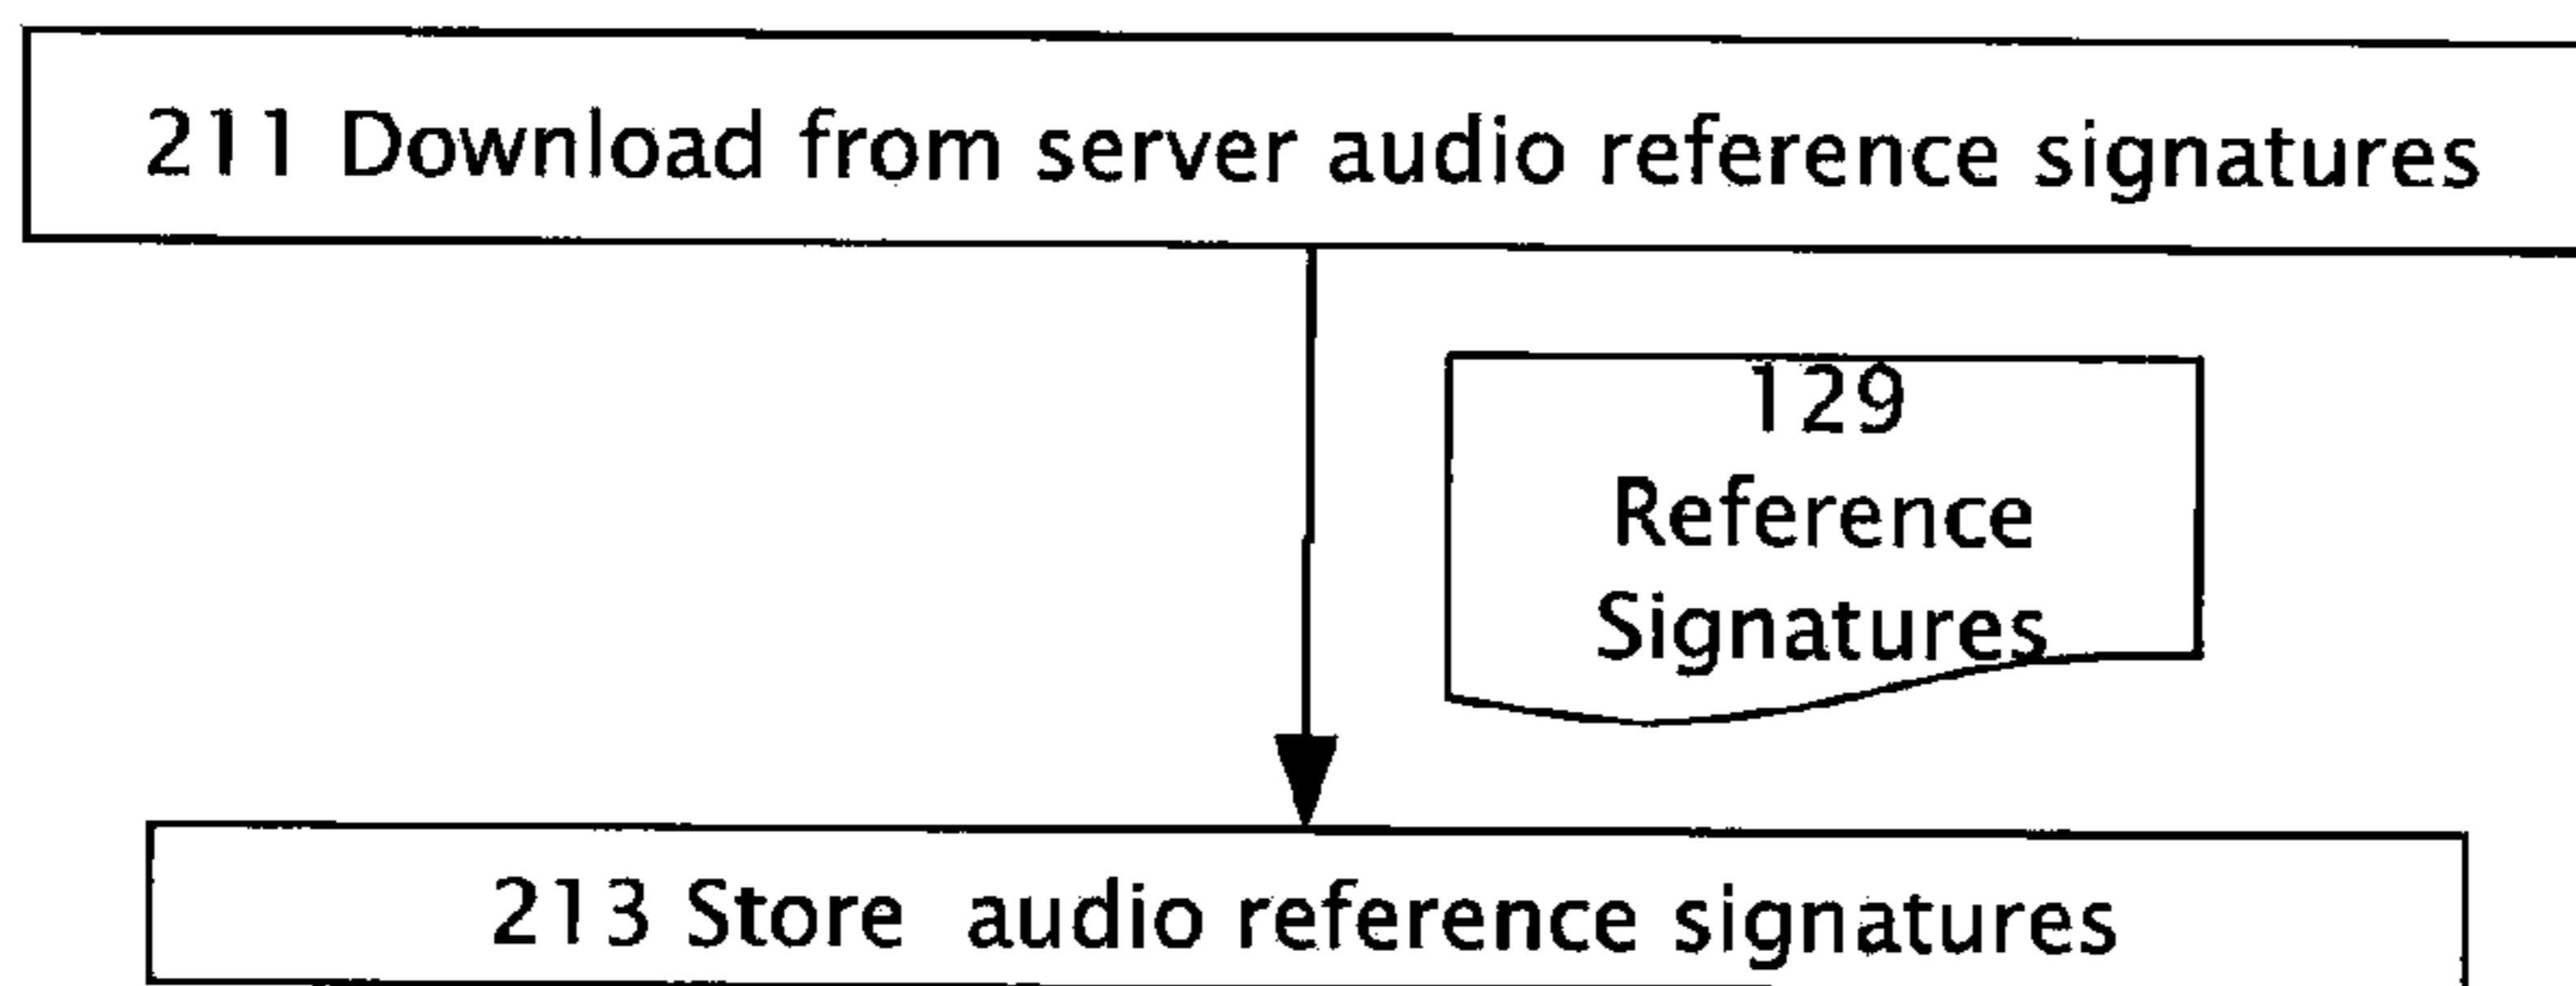 211 Download from server audio reference signatures
129
Reference
Signatures
213 Store audio reference signatures